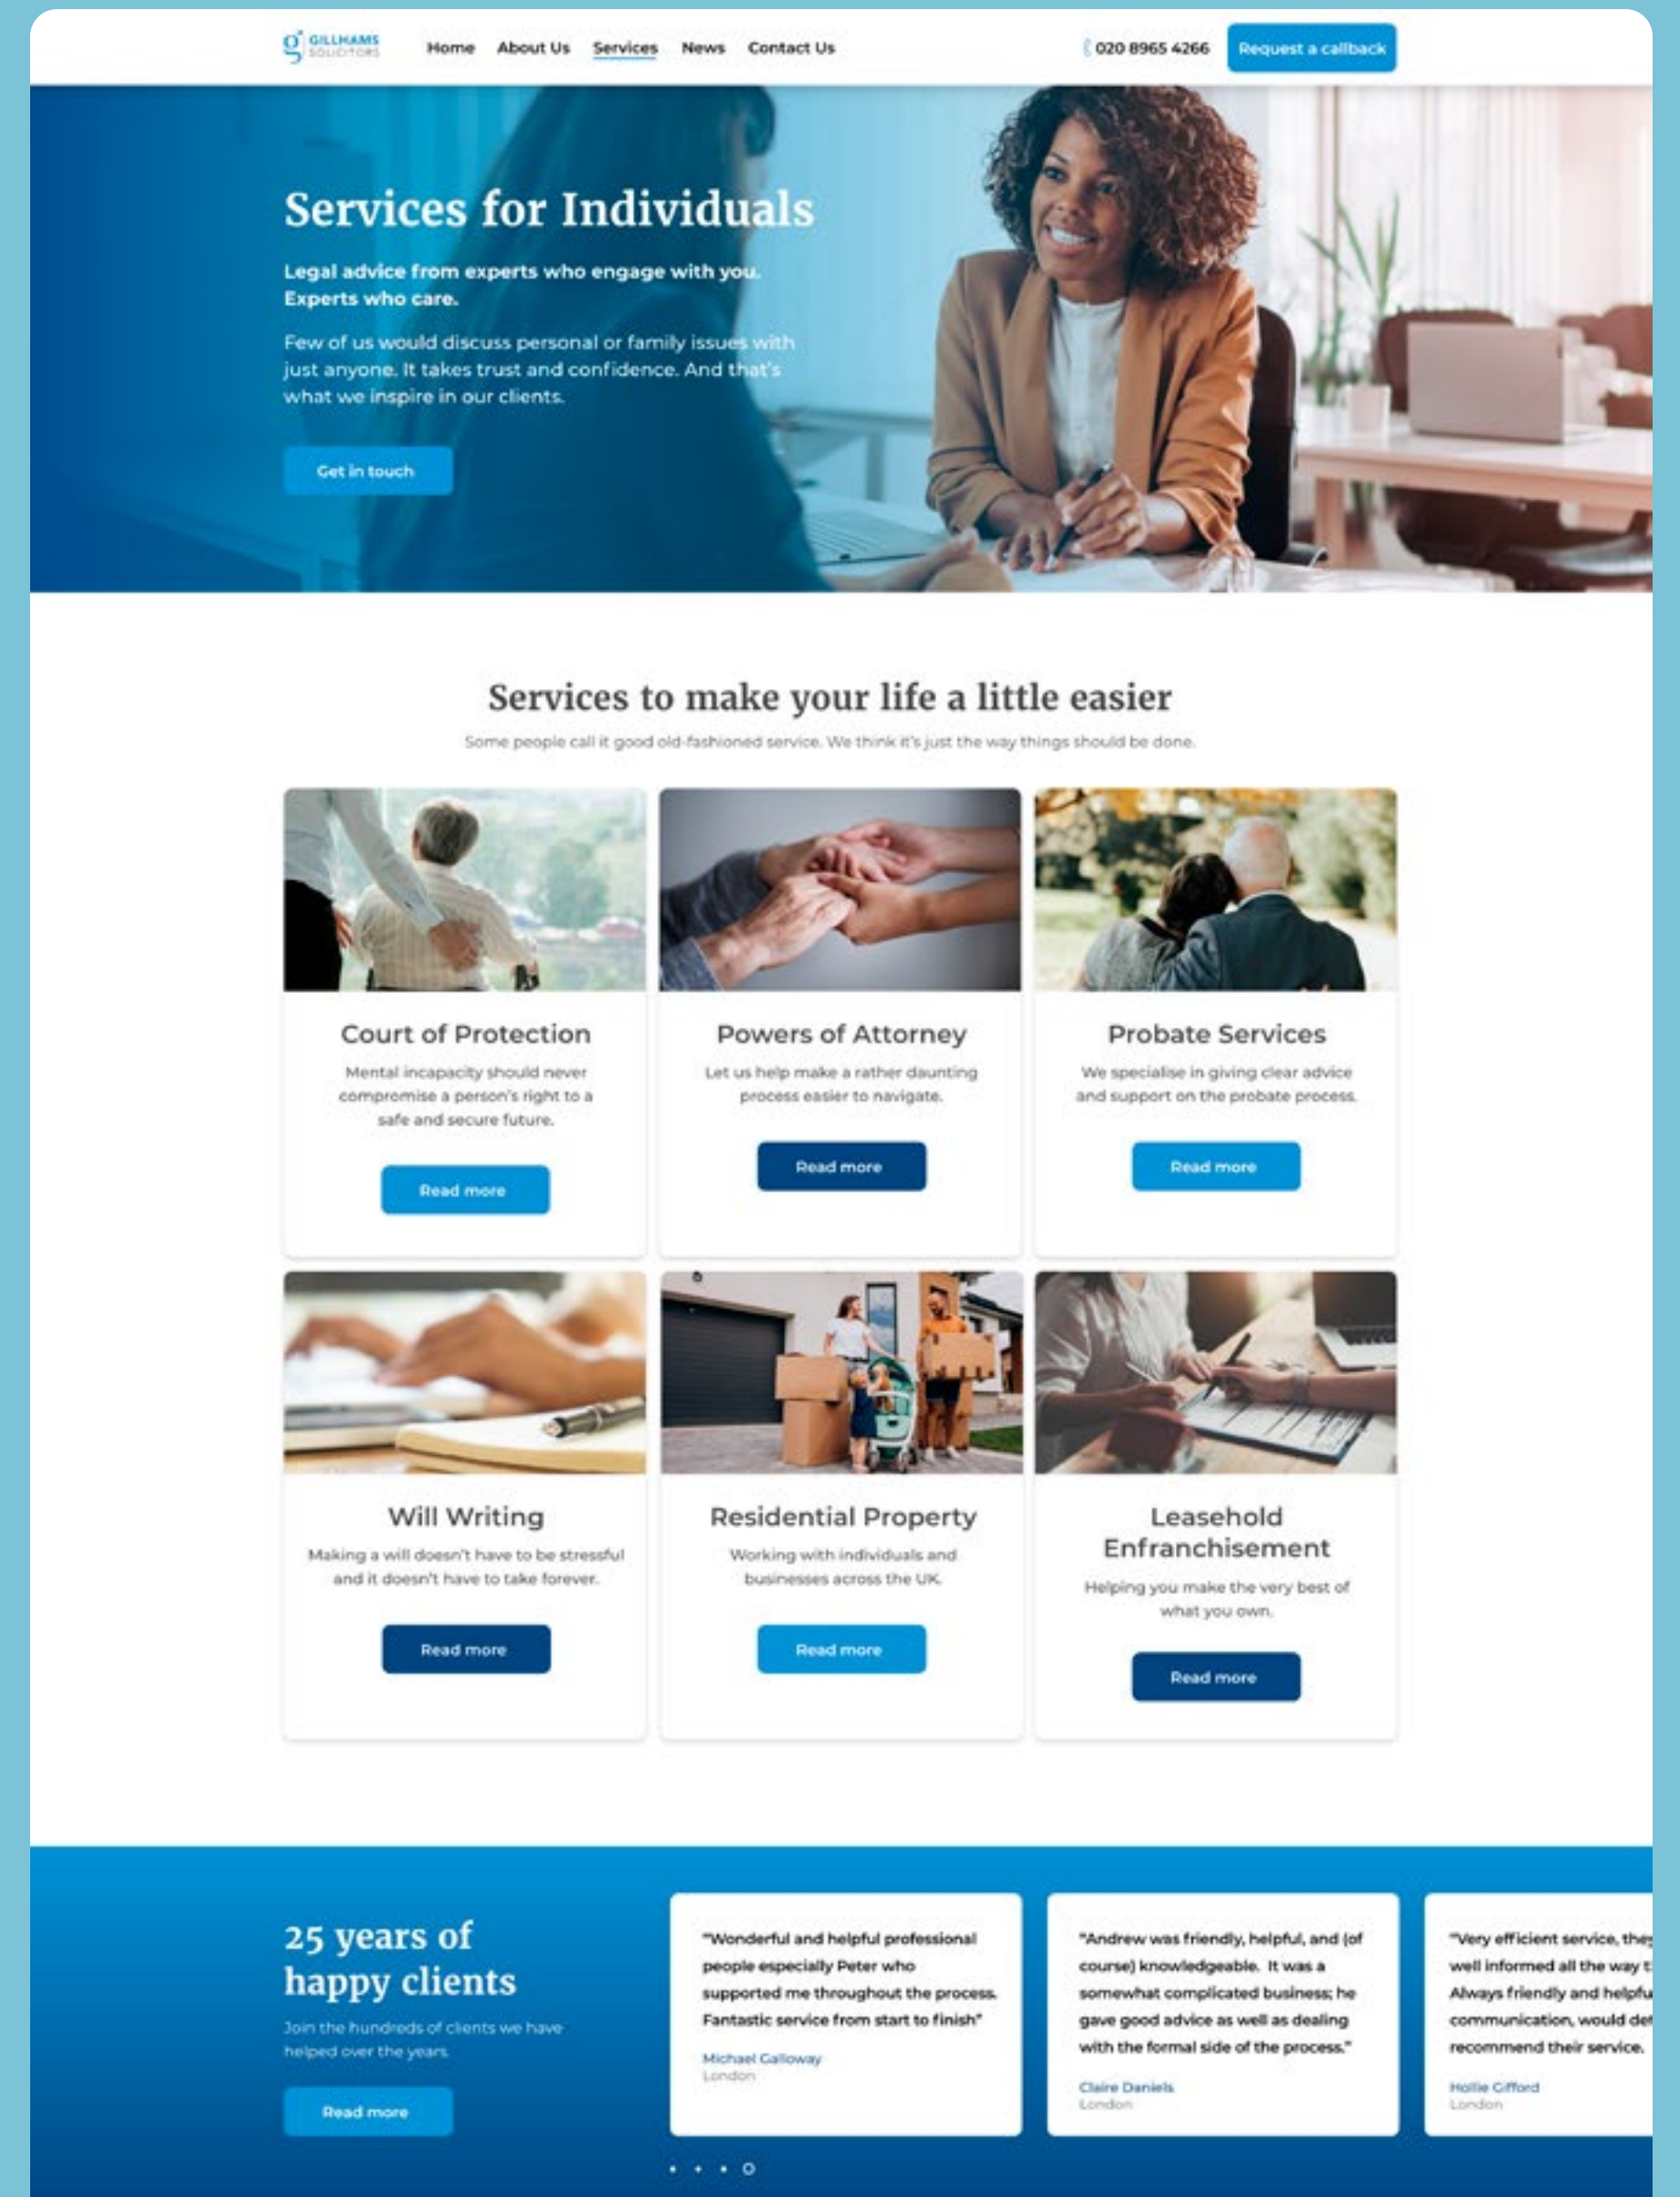 GILLHAMS
SOLICITORS
Home About Us Services News Contact Us
020 8965 4266 Request a callback
Services for Individuals
Legal advice from experts who engage with you.
Experts who care.
Few of us would discuss personal or family issues with
just anyone. It takes trust and confidence. And that's
what we inspire in our clients.
Get in touch
Services to make your life a little easier
Some people call it good old-fashioned service. We think it's just the way things should be done.
Court of Protection
Mental incapacity should never
compromise a person's right to a
safe and secure future.
Read more
Powers of Attorney
Let us help make a rather daunting
process easier to navigate.
Read more
Probate Services
We specialise in giving clear advice
and support on the probate process.
Read more
Will Writing
Making a will doesn't have to be stressful
and it doesn't have to take forever.
Read more
Residential Property
Working with individuals and
businesses across the UK.
Read more
Leasehold
Enfranchisement
Helping you make the very best of
what you own.
Read more
25 years of
happy clients
Join the hundreds of clients we have
helped over the years.
Read more
"Wonderful and helpful professional
people especially Peter who
supported me throughout the process.
Fantastic service from start to finish"
Michael Galloway
London
"Andrew was friendly, helpful, and (of
course) knowledgeable. It was a
somewhat complicated business; he
gave good advice as well as dealing
with the formal side of the process."
Claire Daniels
London
"Very efficient service, they
well informed all the way
Always friendly and
communication, would
recommend their service.
Hollie Gifford
London